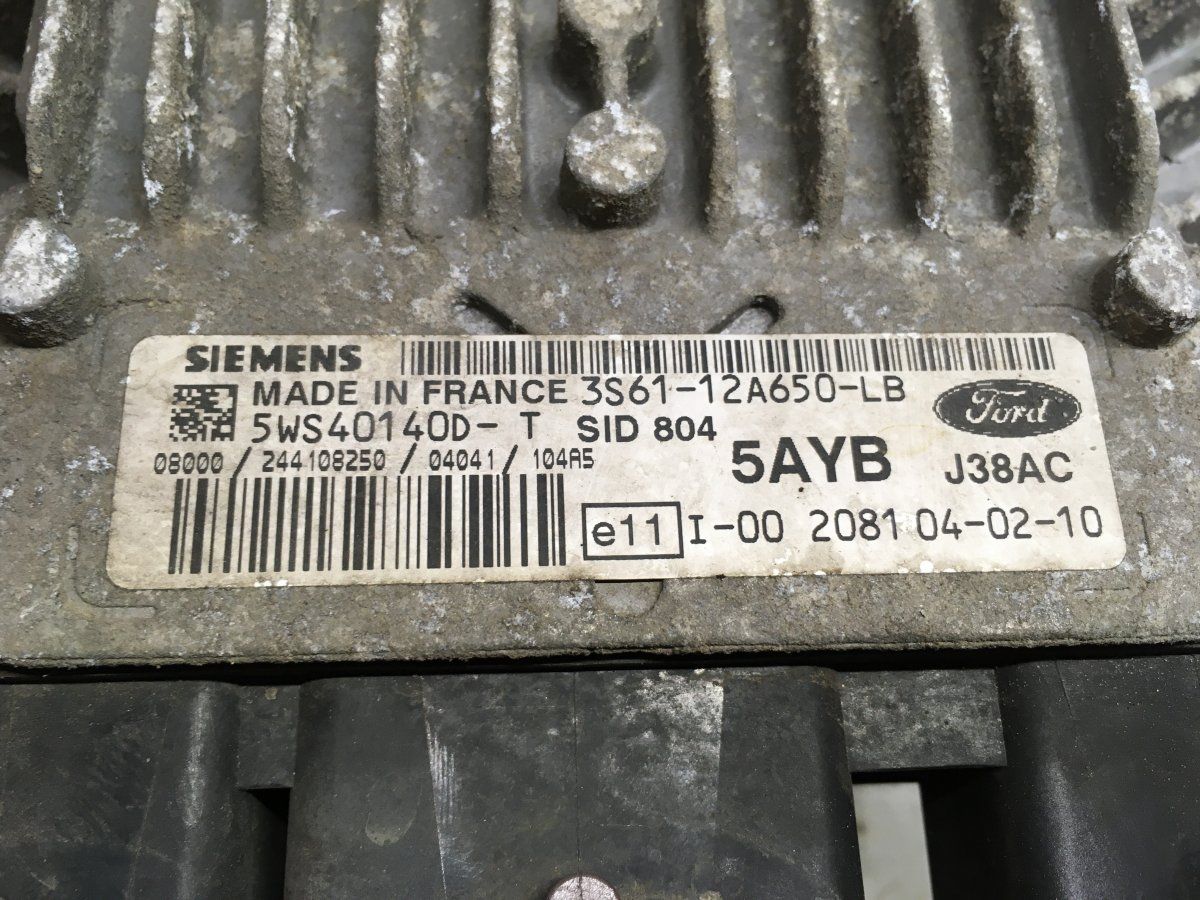 SIEMENS
MADE IN FRANCE 3S61-12A650-LB
Ford
5WS40140D- T SID 804
08000 / 244108250 / 04041 / 104A5
5AYB J38AC
e11 I-00 2081 04-02-10